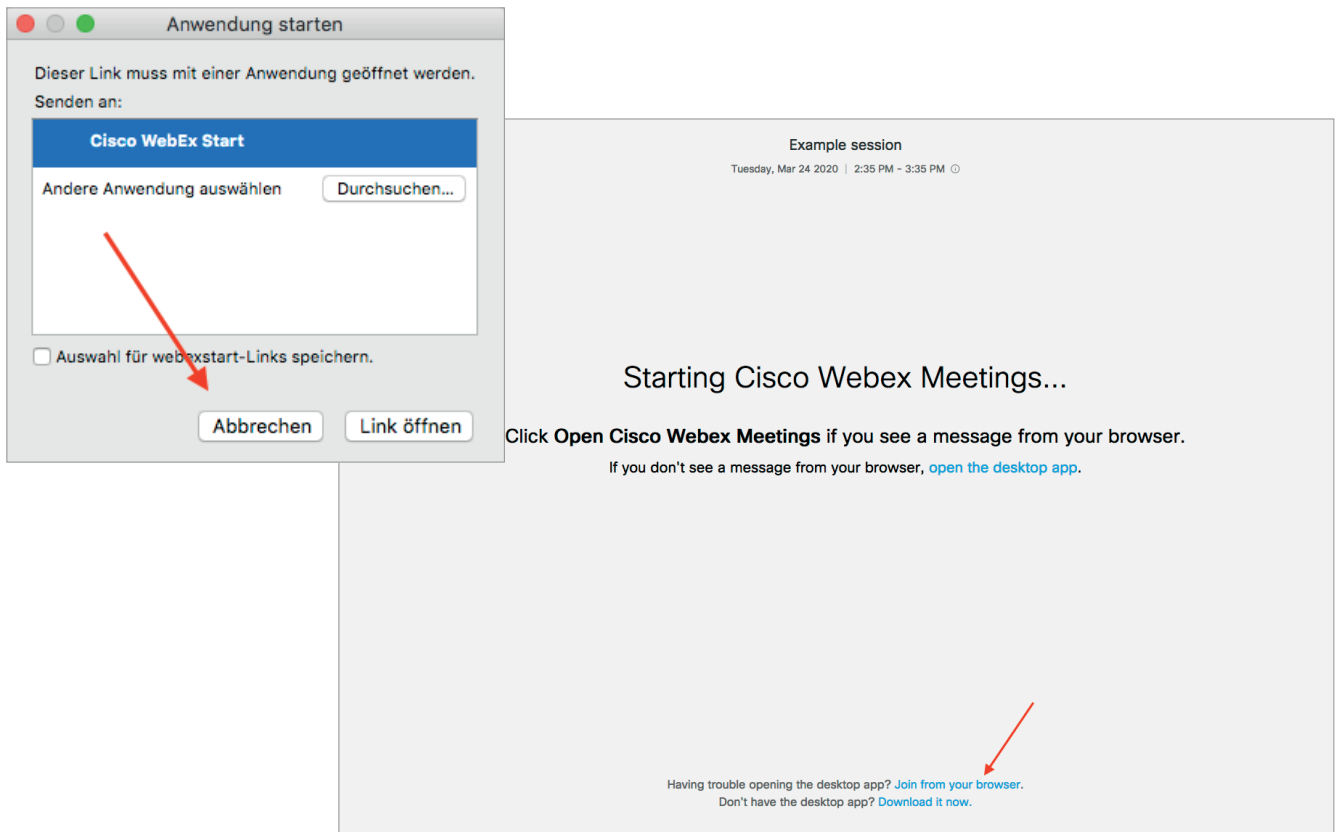 Anwendung starten
Dieser Link muss mit einer Anwendung geöffnet werden.
Senden an:
Cisco WebEx Start
Andere Anwendung auswählen Durchsuchen...
Auswahl für webexstart-Links speichern.
Abbrechen Link öffnen
Example session
Tuesday, Mar 24 2020 | 2:35 PM - 3:35 PM
Starting Cisco Webex Meetings...
Click Open Cisco Webex Meetings if you see a message from your browser.
If you don't see a message from your browser, open the desktop app.
Having trouble opening the desktop app? Join from your browser.
Don't have the desktop app? Download it now.